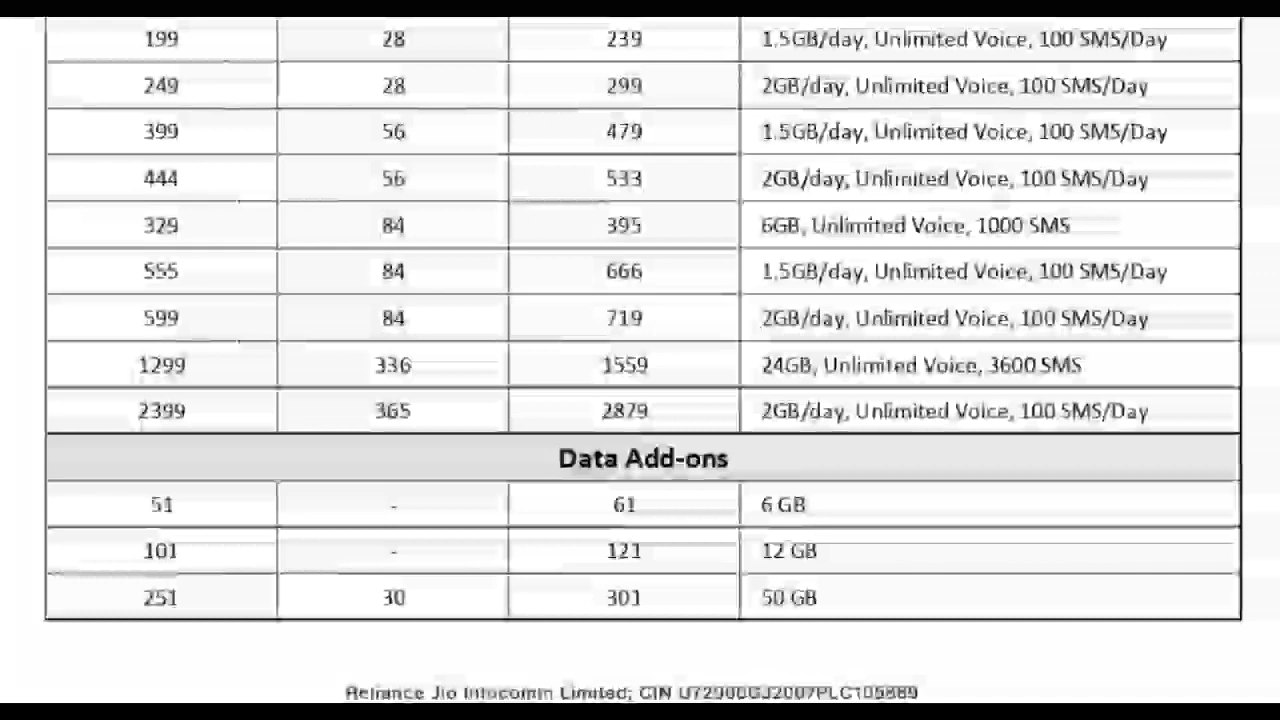 199 28 239 1.5GB/day, Unlimited Voice, 100 SMS/Day
249 28 299 2GB/day, Unlimited Voice, 100 SMS/Day
399 56 479 1.5GB/day, Unlimited Voice, 100 SMS/Day
444 56 533 2GB/day, Unlimited Voice, 100 SMS/Day
329 84 395 6GB, Unlimited Voice, 1000 SMS
555 84 666 1.5GB/day, Unlimited Voice, 100 SMS/Day
599 84 719 2GB/day, Unlimited Voice, 100 SMS/Day
1299 336 1559 24GB, Unlimited Voice, 3600 SMS
2399 365 2879 2GB/day, Unlimited Voice, 100 SMS/Day
Data Add-ons
51 - 61 6 GB
101 - 121 12 GB
251 30 301 50 GB
Reliance Jio Infocomm Limited; CIN